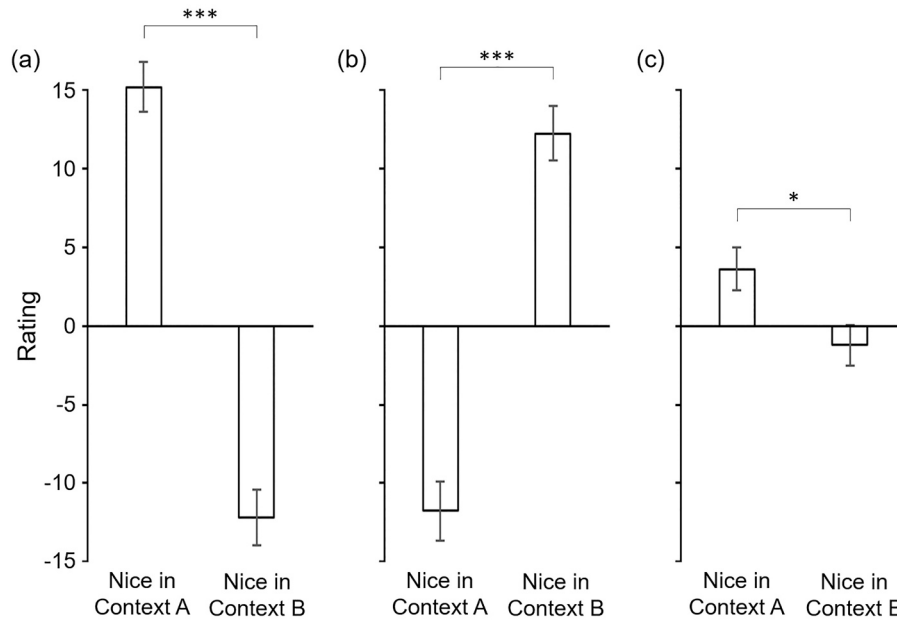 ***
(a)
(b)
***
(c)
*
15
10
5
0
-5
-10
-15
Rating
Nice in
Context A
Nice in
Context B
Nice in
Context A
Nice in
Context B
Nice in
Context A
Nice in
Context B